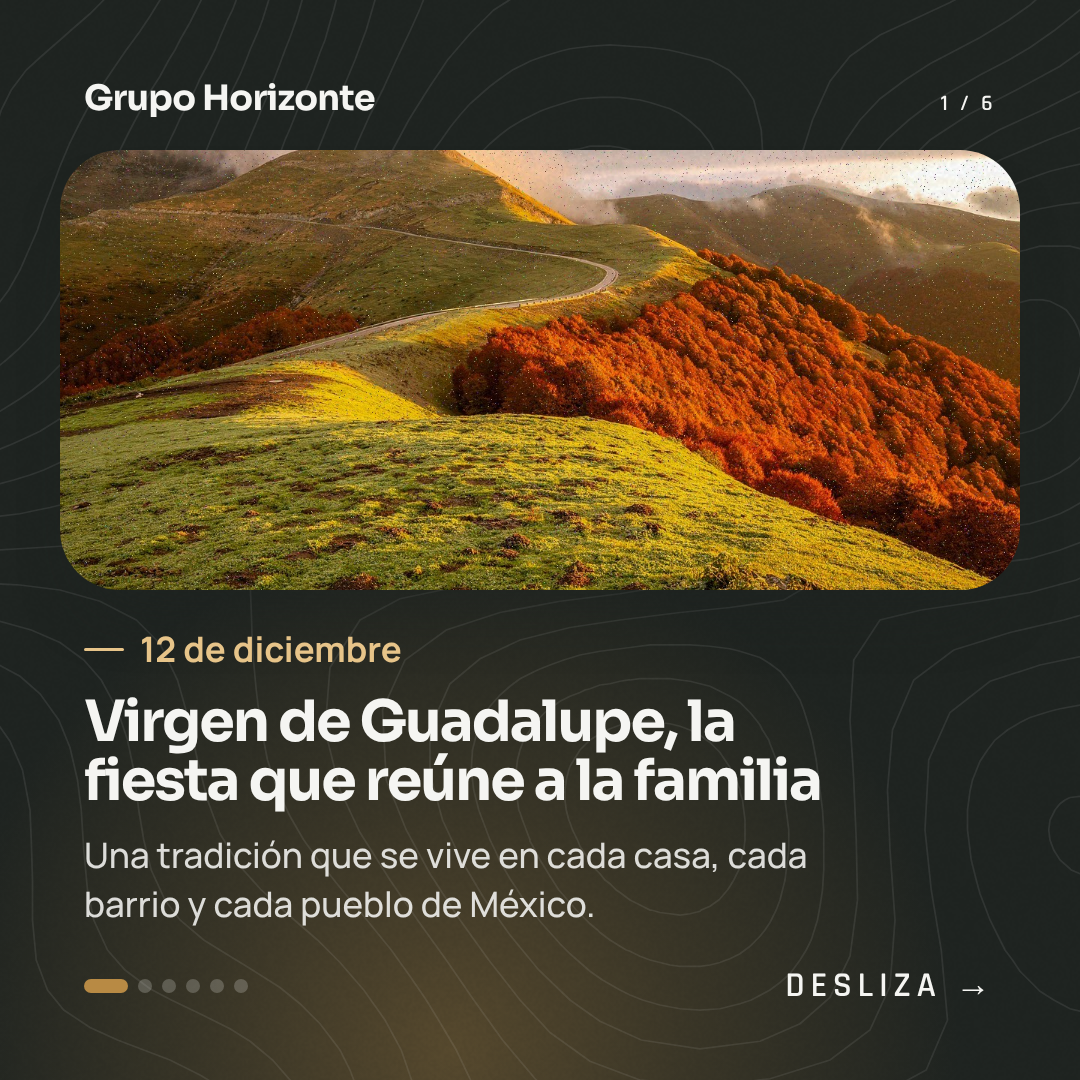 Grupo Horizonte
1 / 6
12 de diciembre
Virgen de Guadalupe, la
fiesta que reúne a la familia
Una tradición que se vive en cada casa, cada
barrio y cada pueblo de México.
DESLIZA →